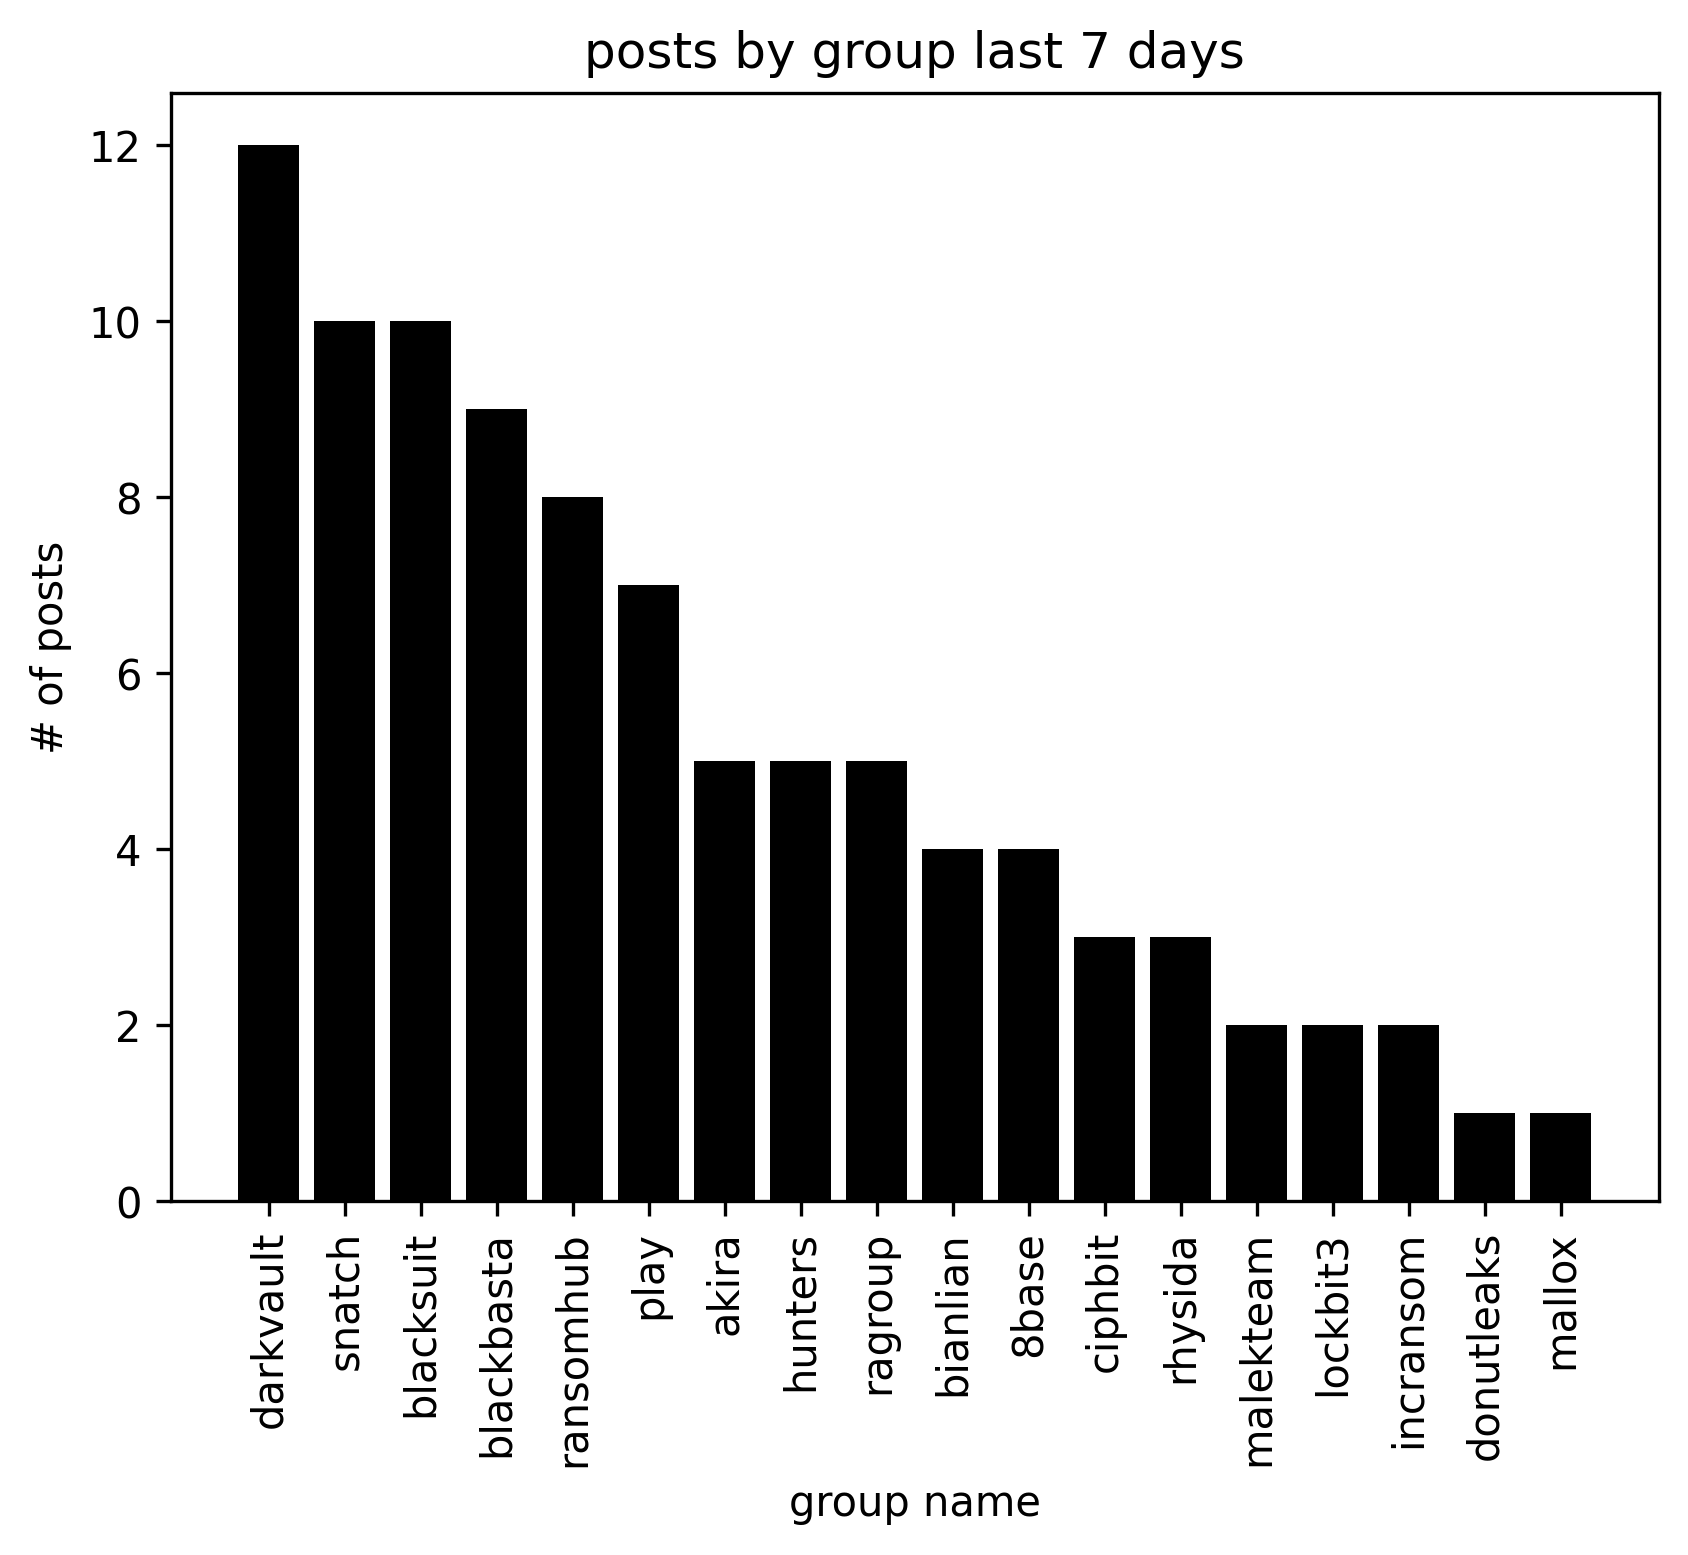 posts by group last 7 days
12
10
8
6
4
2
0
# of posts
darkvault
snatch
blacksuit
blackbasta
ransomhub
play
akira
hunters
ragroup
bianlian
8base
ciphbit
rhysida
malekteam
lockbit3
incransom
donutleaks
mallox
group name